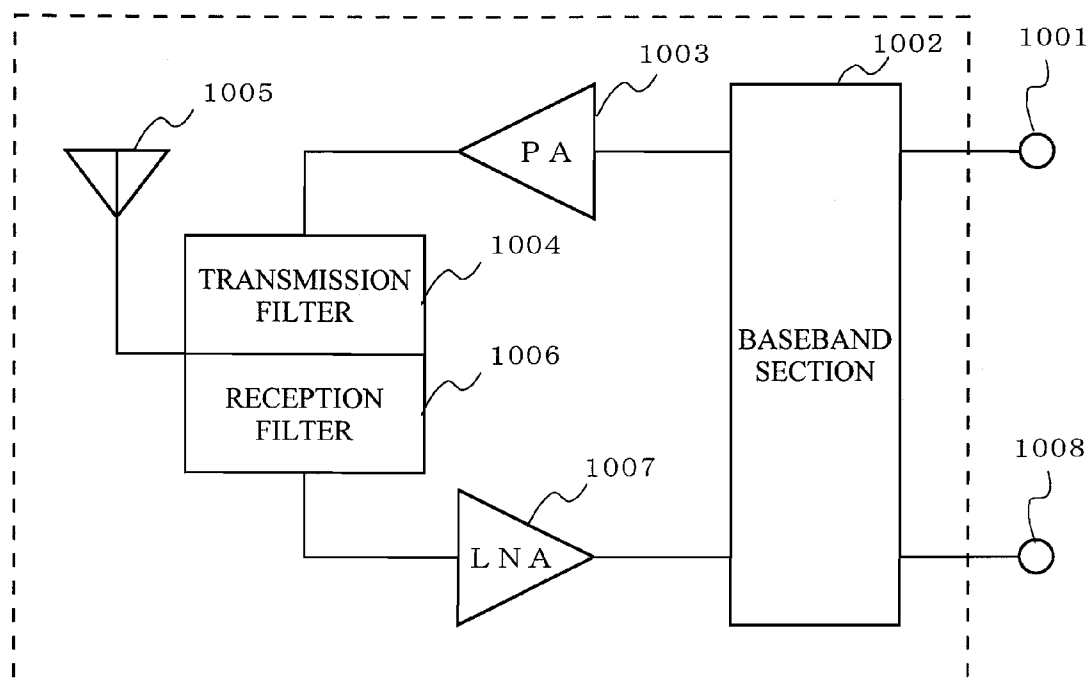 1001
1002
1003
1005
P A
1004
TRANSMISSION
FILTER
1006
BASEBAND
SECTION
RECEPTION
FILTER
1007
1008
L N A